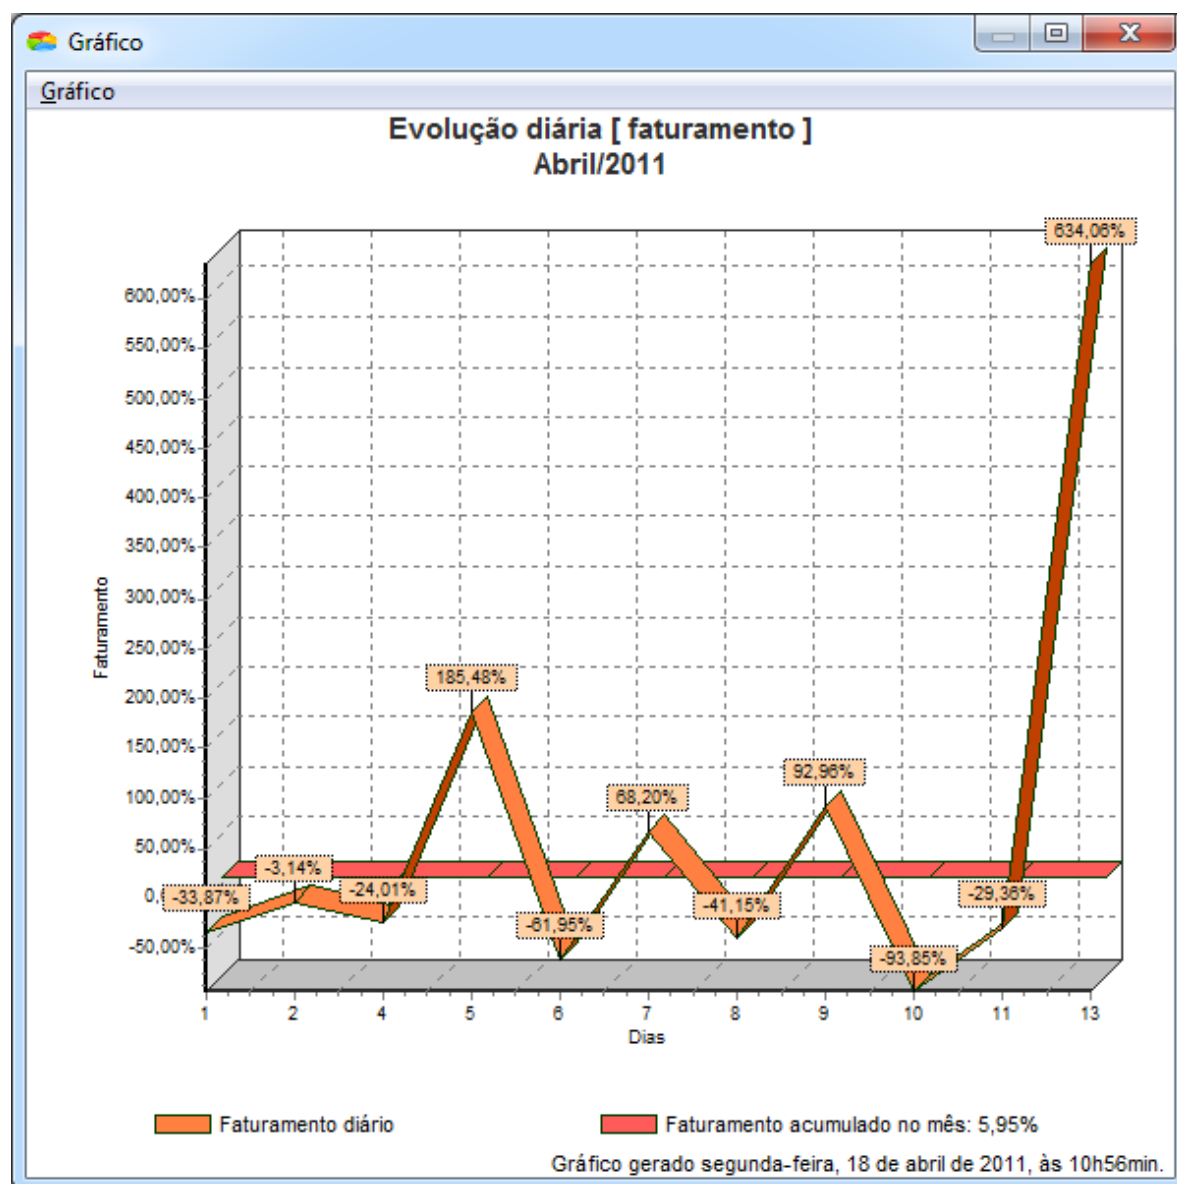 Gráfico
Gráfico
Evolução diária [ faturamento ]
Abril/2011
634,06%
600,00%
550,00%
500,00%
450,00%
400,00%
350,00%
300,00%
250,00%
200,00%
150,00%
100,00%
50,00%
-50,00%
Faturamento
-33,87%
-3,14%
-24,01%
185,48%
-61,95%
68,20%
-41,15%
92,96%
-93,85%
-29,36%
1 2 4 5 6 7 8 9 10 11 13
Dias
Faturamento diário
Faturamento acumulado no mês: 5,95%
Gráfico gerado segunda-feira, 18 de abril de 2011, às 10h56min.